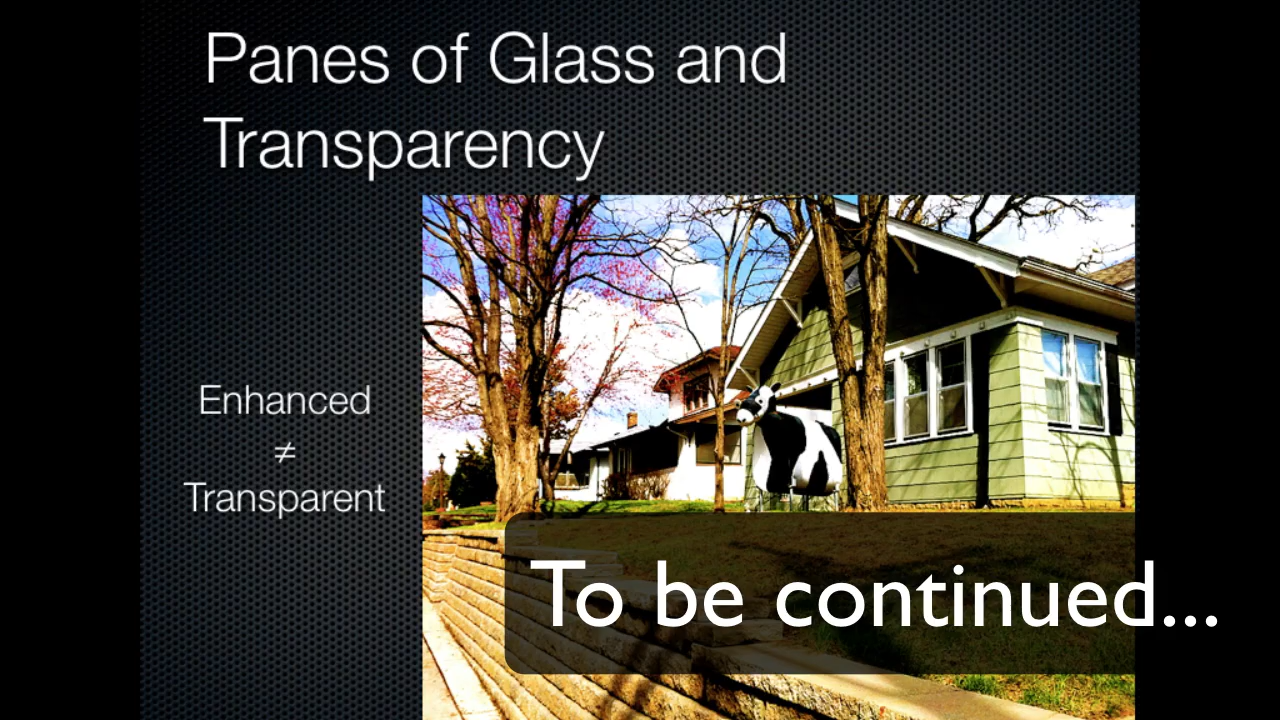 Panes of Glass and
Transparency
Enhanced
≠
Transparent
To be continued...